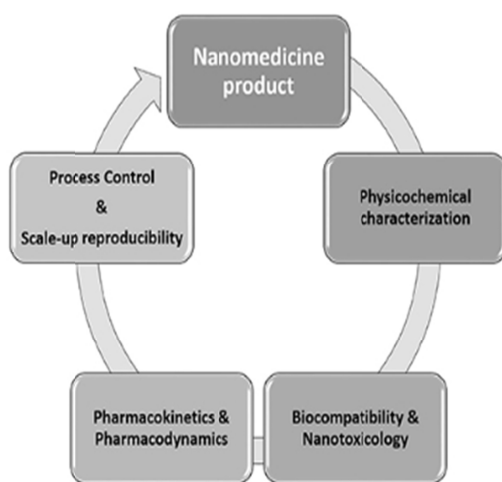 Nanomedicine
product
Physicochemical
characterization
Biocompatibility &
Nanotoxicology
Pharmacokinetics &
Pharmacodynamics
Process Control
&
Scale-up reproducibility